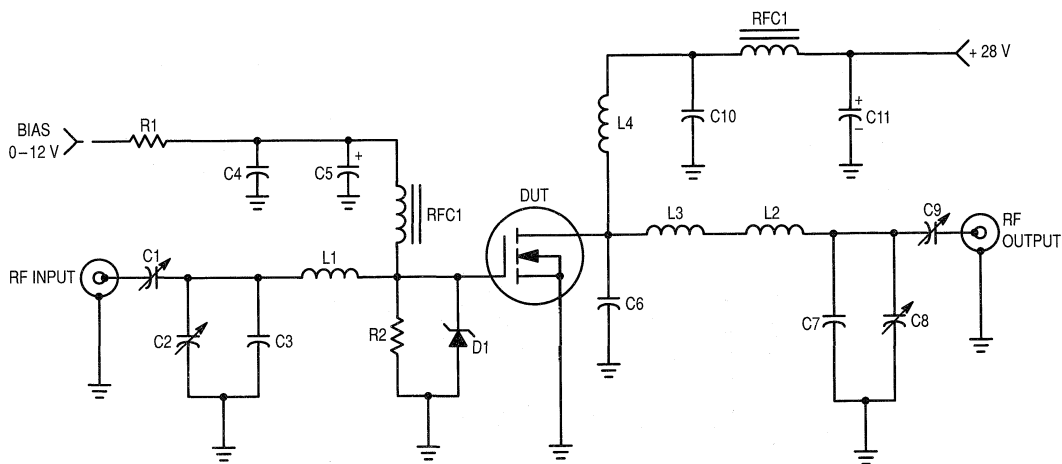 RFC1
+ 28 V
BIAS
0–12 V
R1
L4
C10
+
C11
–
C4
C5
+
RFC1
DUT
L3
L2
C9
RF
OUTPUT
RF INPUT
C1
L1
C6
C2
C3
R2
D1
C7
C8